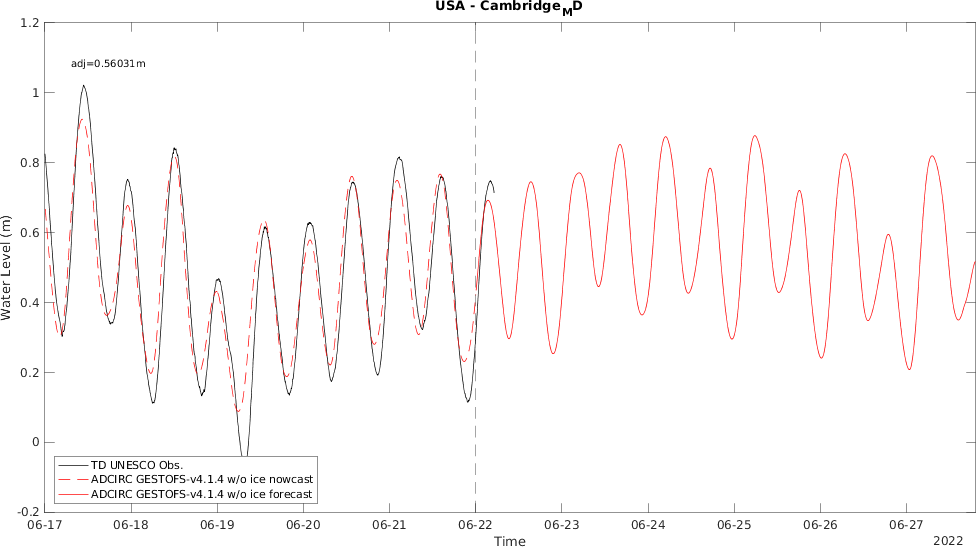 USA - Cambridge_MD
adj=0.56031m
1.2
1
0.8
0.6
0.4
0.2
0
-0.2
Water Level (m)
TD UNESCO Obs.
ADCIRC GESTOFS-v4.1.4 w/o ice nowcast
ADCIRC GESTOFS-v4.1.4 w/o ice forecast
06-17 06-18 06-19 06-20 06-21 06-22 06-23 06-24 06-25 06-26 06-27
Time
2022